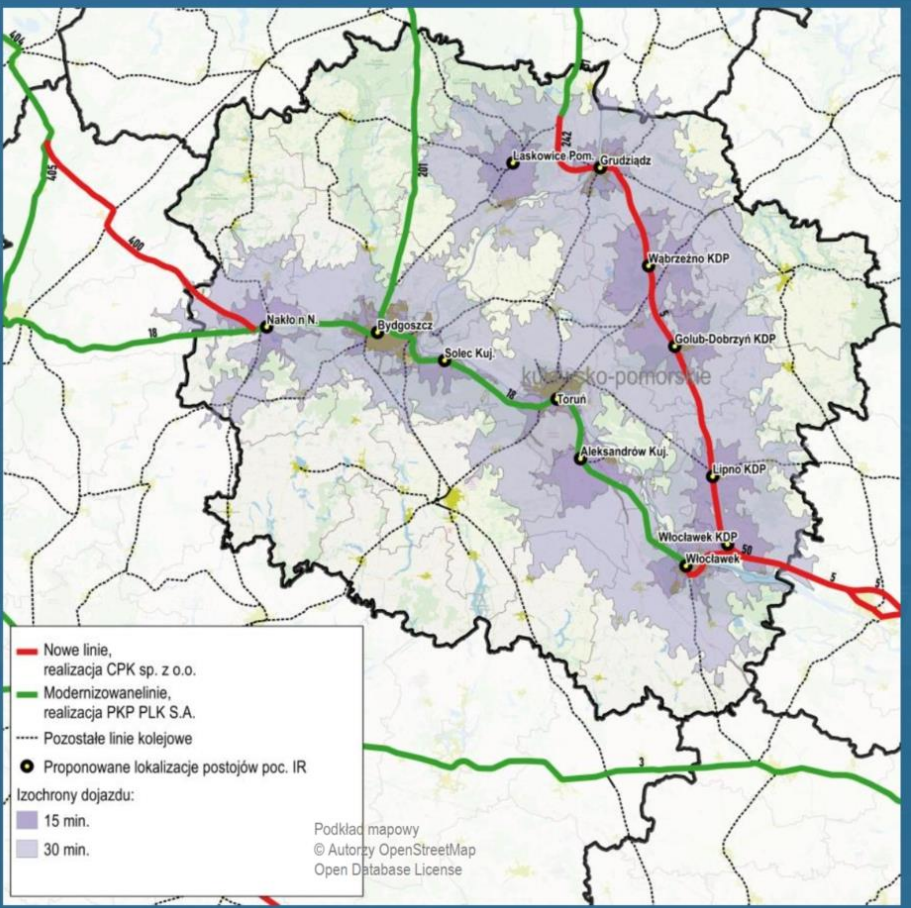 404
405
400
18
201
242
Laskowice Pom.
Grudziądz
Wąbrzeźno KDP
5
Golub-Dobrzyń KDP
Nakło n N.
Bydgoszcz
Solec Kuj.
kujawsko-pomorskie
18
Toruń
Aleksandrów Kuj.
Lipno KDP
Włocławek KDP
50
Włocławek
5
5
3
Nowe linie,
realizacja CPK sp. z o.o.
Modernizowanelinie,
realizacja PKP PLK S.A.
Pozostałe linie kolejowe
Proponowane lokalizacje postojów poc. IR
Izochrony dojazdu:
15 min.
30 min.
Podkład mapowy
© Autorzy OpenStreetMap
Open Database License